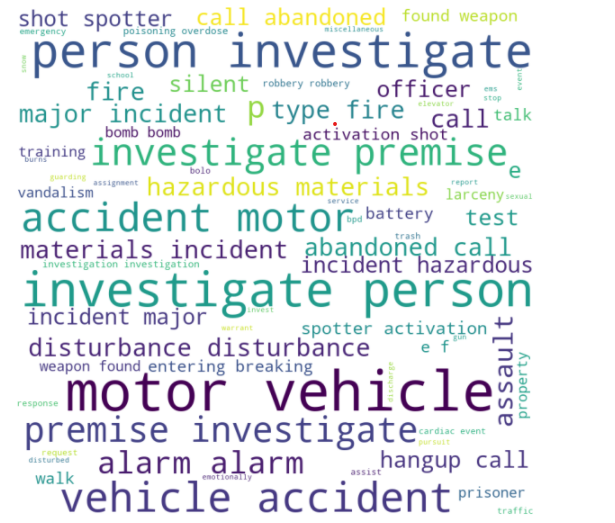 shot spotter call abandoned found weapon
emergency poisoning overdose miscellaneous
person investigate
snow school event
fire silent robbery robbery officer ems
stop
major incident p type fire elevator call talk
bomb bomb activation shot
training investigate premise e
burns bolo
guarding assignment hazardous materials report
vandalism larceny sexual
service
accident motor bpd battery test
trash
materials incident abandoned call
investigation investigation incident hazardous
investigate person
incident major invest
warrant spotter activation
gun
disturbance disturbance e f assault
weapon found entering breaking property
motor vehicle discharge
response
premise investigate cardiac event
request pursuit
disturbed alarm alarm hangup call
walk emotionally assist
vehicle accident prisoner
traffic